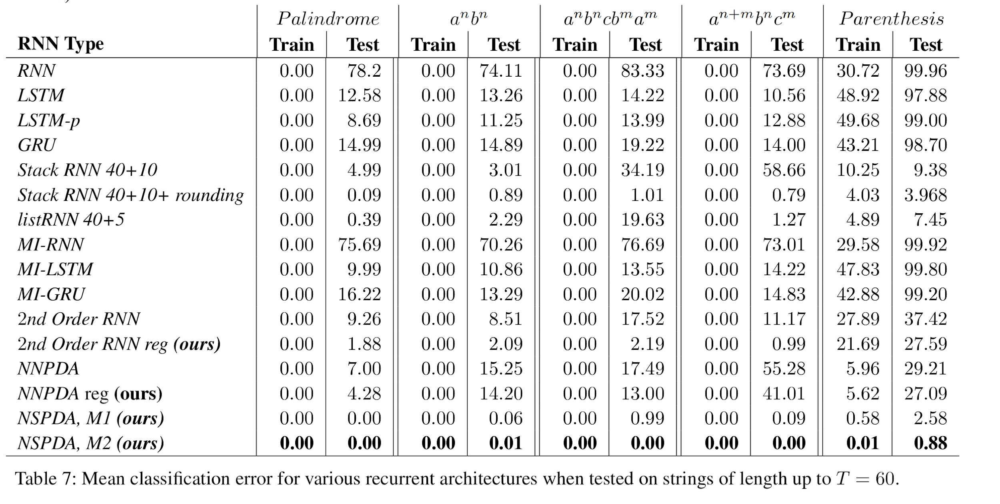 Palindrome aⁿbⁿ aⁿbⁿcbᵐaᵐ aⁿ⁺ᵐbⁿcᵐ Parenthesis
RNN Type Train Test Train Test Train Test Train Test Train Test
RNN 0.00 78.2 0.00 74.11 0.00 83.33 0.00 73.69 30.72 99.96
LSTM 0.00 12.58 0.00 13.26 0.00 14.22 0.00 10.56 48.92 97.88
LSTM-p 0.00 8.69 0.00 11.25 0.00 13.99 0.00 12.88 49.68 99.00
GRU 0.00 14.99 0.00 14.89 0.00 19.22 0.00 14.00 43.21 98.70
Stack RNN 40+10 0.00 4.99 0.00 3.01 0.00 34.19 0.00 58.66 10.25 9.38
Stack RNN 40+10+ rounding 0.00 0.09 0.00 0.89 0.00 1.01 0.00 0.79 4.03 3.968
listRNN 40+5 0.00 0.39 0.00 2.29 0.00 19.63 0.00 1.27 4.89 7.45
MI-RNN 0.00 75.69 0.00 70.26 0.00 76.69 0.00 73.01 29.58 99.92
MI-LSTM 0.00 9.99 0.00 10.86 0.00 13.55 0.00 14.22 47.83 99.80
MI-GRU 0.00 16.22 0.00 13.29 0.00 20.02 0.00 14.83 42.88 99.20
2nd Order RNN 0.00 9.26 0.00 8.51 0.00 17.52 0.00 11.17 27.89 37.42
2nd Order RNN reg (ours) 0.00 1.88 0.00 2.09 0.00 2.19 0.00 0.99 21.69 27.59
NNPDA 0.00 7.00 0.00 15.25 0.00 17.49 0.00 55.28 5.96 29.21
NNPDA reg (ours) 0.00 4.28 0.00 14.20 0.00 13.00 0.00 41.01 5.62 27.09
NSPDA, M1 (ours) 0.00 0.00 0.00 0.06 0.00 0.99 0.00 0.09 0.58 2.58
NSPDA, M2 (ours) 0.00 0.00 0.00 0.01 0.00 0.00 0.00 0.00 0.01 0.88
Table 7: Mean classification error for various recurrent architectures when tested on strings of length up to T = 60.